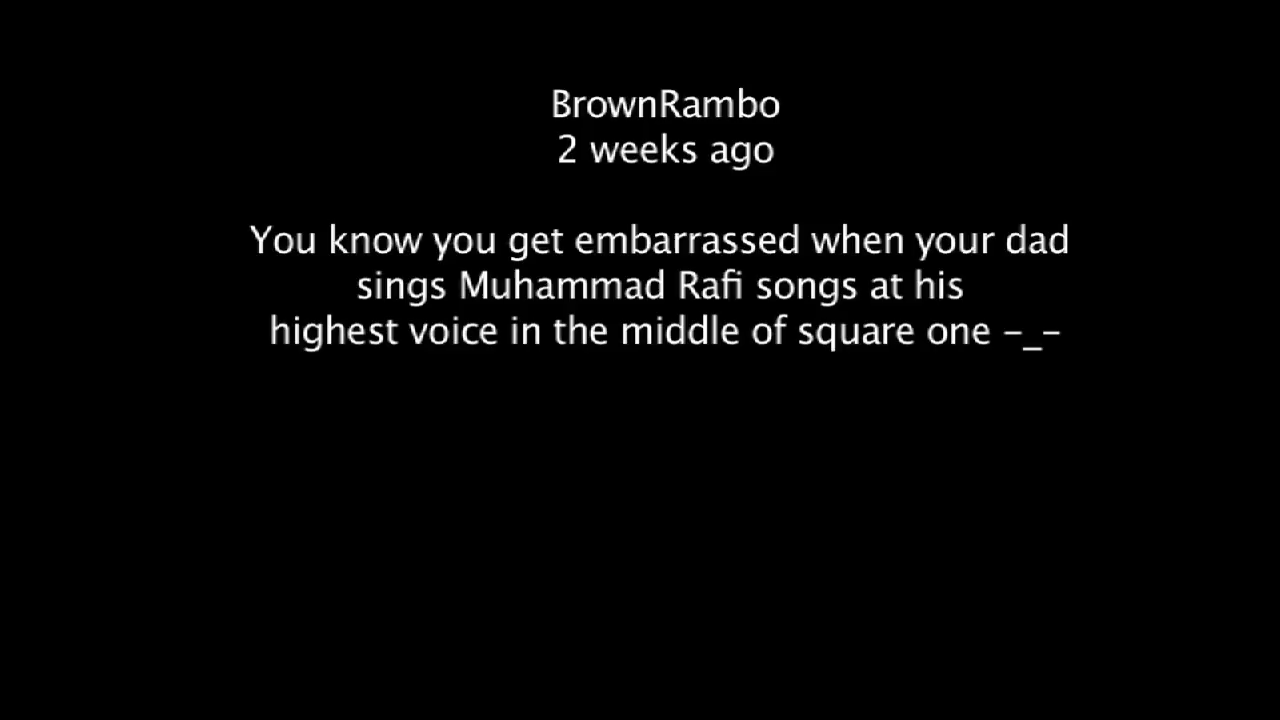 BrownRambo
2 weeks ago
You know you get embarrassed when your dad
sings Muhammad Rafi songs at his
highest voice in the middle of square one -_-